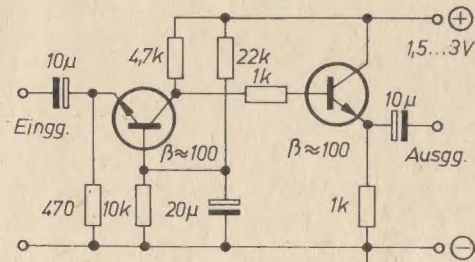 4,7k
22k
+
10µ
1k
1,5...3V
10µ
Eingg.
β≈100
β≈100
Ausgg.
470
10k
20µ
1k
−